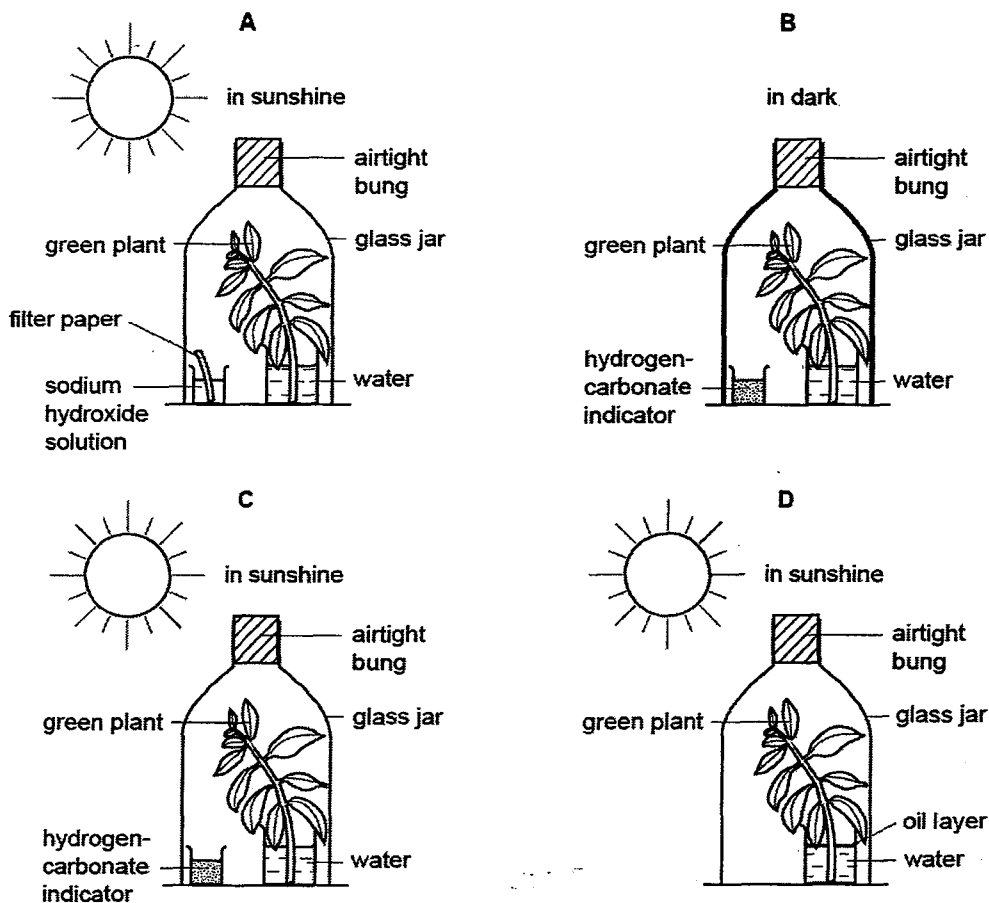 A
in sunshine
airtight
bung
green plant
glass jar
filter paper
sodium
hydroxide
solution
water
B
in dark
airtight
bung
green plant
glass jar
hydrogen-
carbonate
indicator
water
C
in sunshine
airtight
bung
green plant
glass jar
hydrogen-
carbonate
indicator
water
D
in sunshine
airtight
bung
green plant
glass jar
oil layer
water